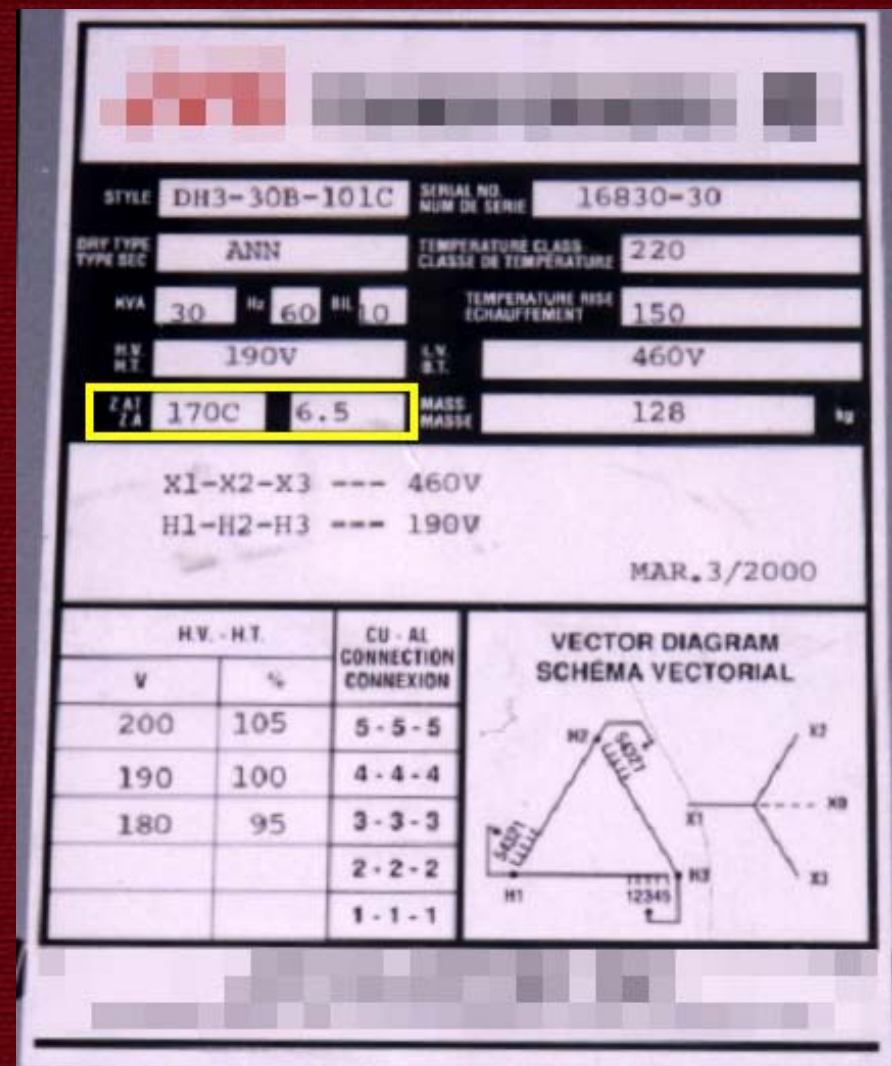 STYLE DH3-30B-101C SERIAL NO. 16830-30
NUM DE SERIE
DRY TYPE ANN TEMPERATURE CLASS 220
TYPE SEC CLASSE DE TEMPERATURE
KVA 30 Hz 60 BIL 10 TEMPERATURE RISE 150
ECHAUFFEMENT
H.V. 190V L.V. 460V
H.T. B.T.
Z AT 170C 6.5 MASS 128 kg
Z A MASSE
X1-X2-X3 --- 460V
H1-H2-H3 --- 190V
MAR.3/2000
H.V. - H.T. CU - AL
CONNECTION
CONNEXION
V %
200 105 5 - 5 - 5
190 100 4 - 4 - 4
180 95 3 - 3 - 3
2 - 2 - 2
1 - 1 - 1
VECTOR DIAGRAM
SCHÉMA VECTORIAL
H2 54321 X2
X1 X0
54321
H1 12345 H3 X3